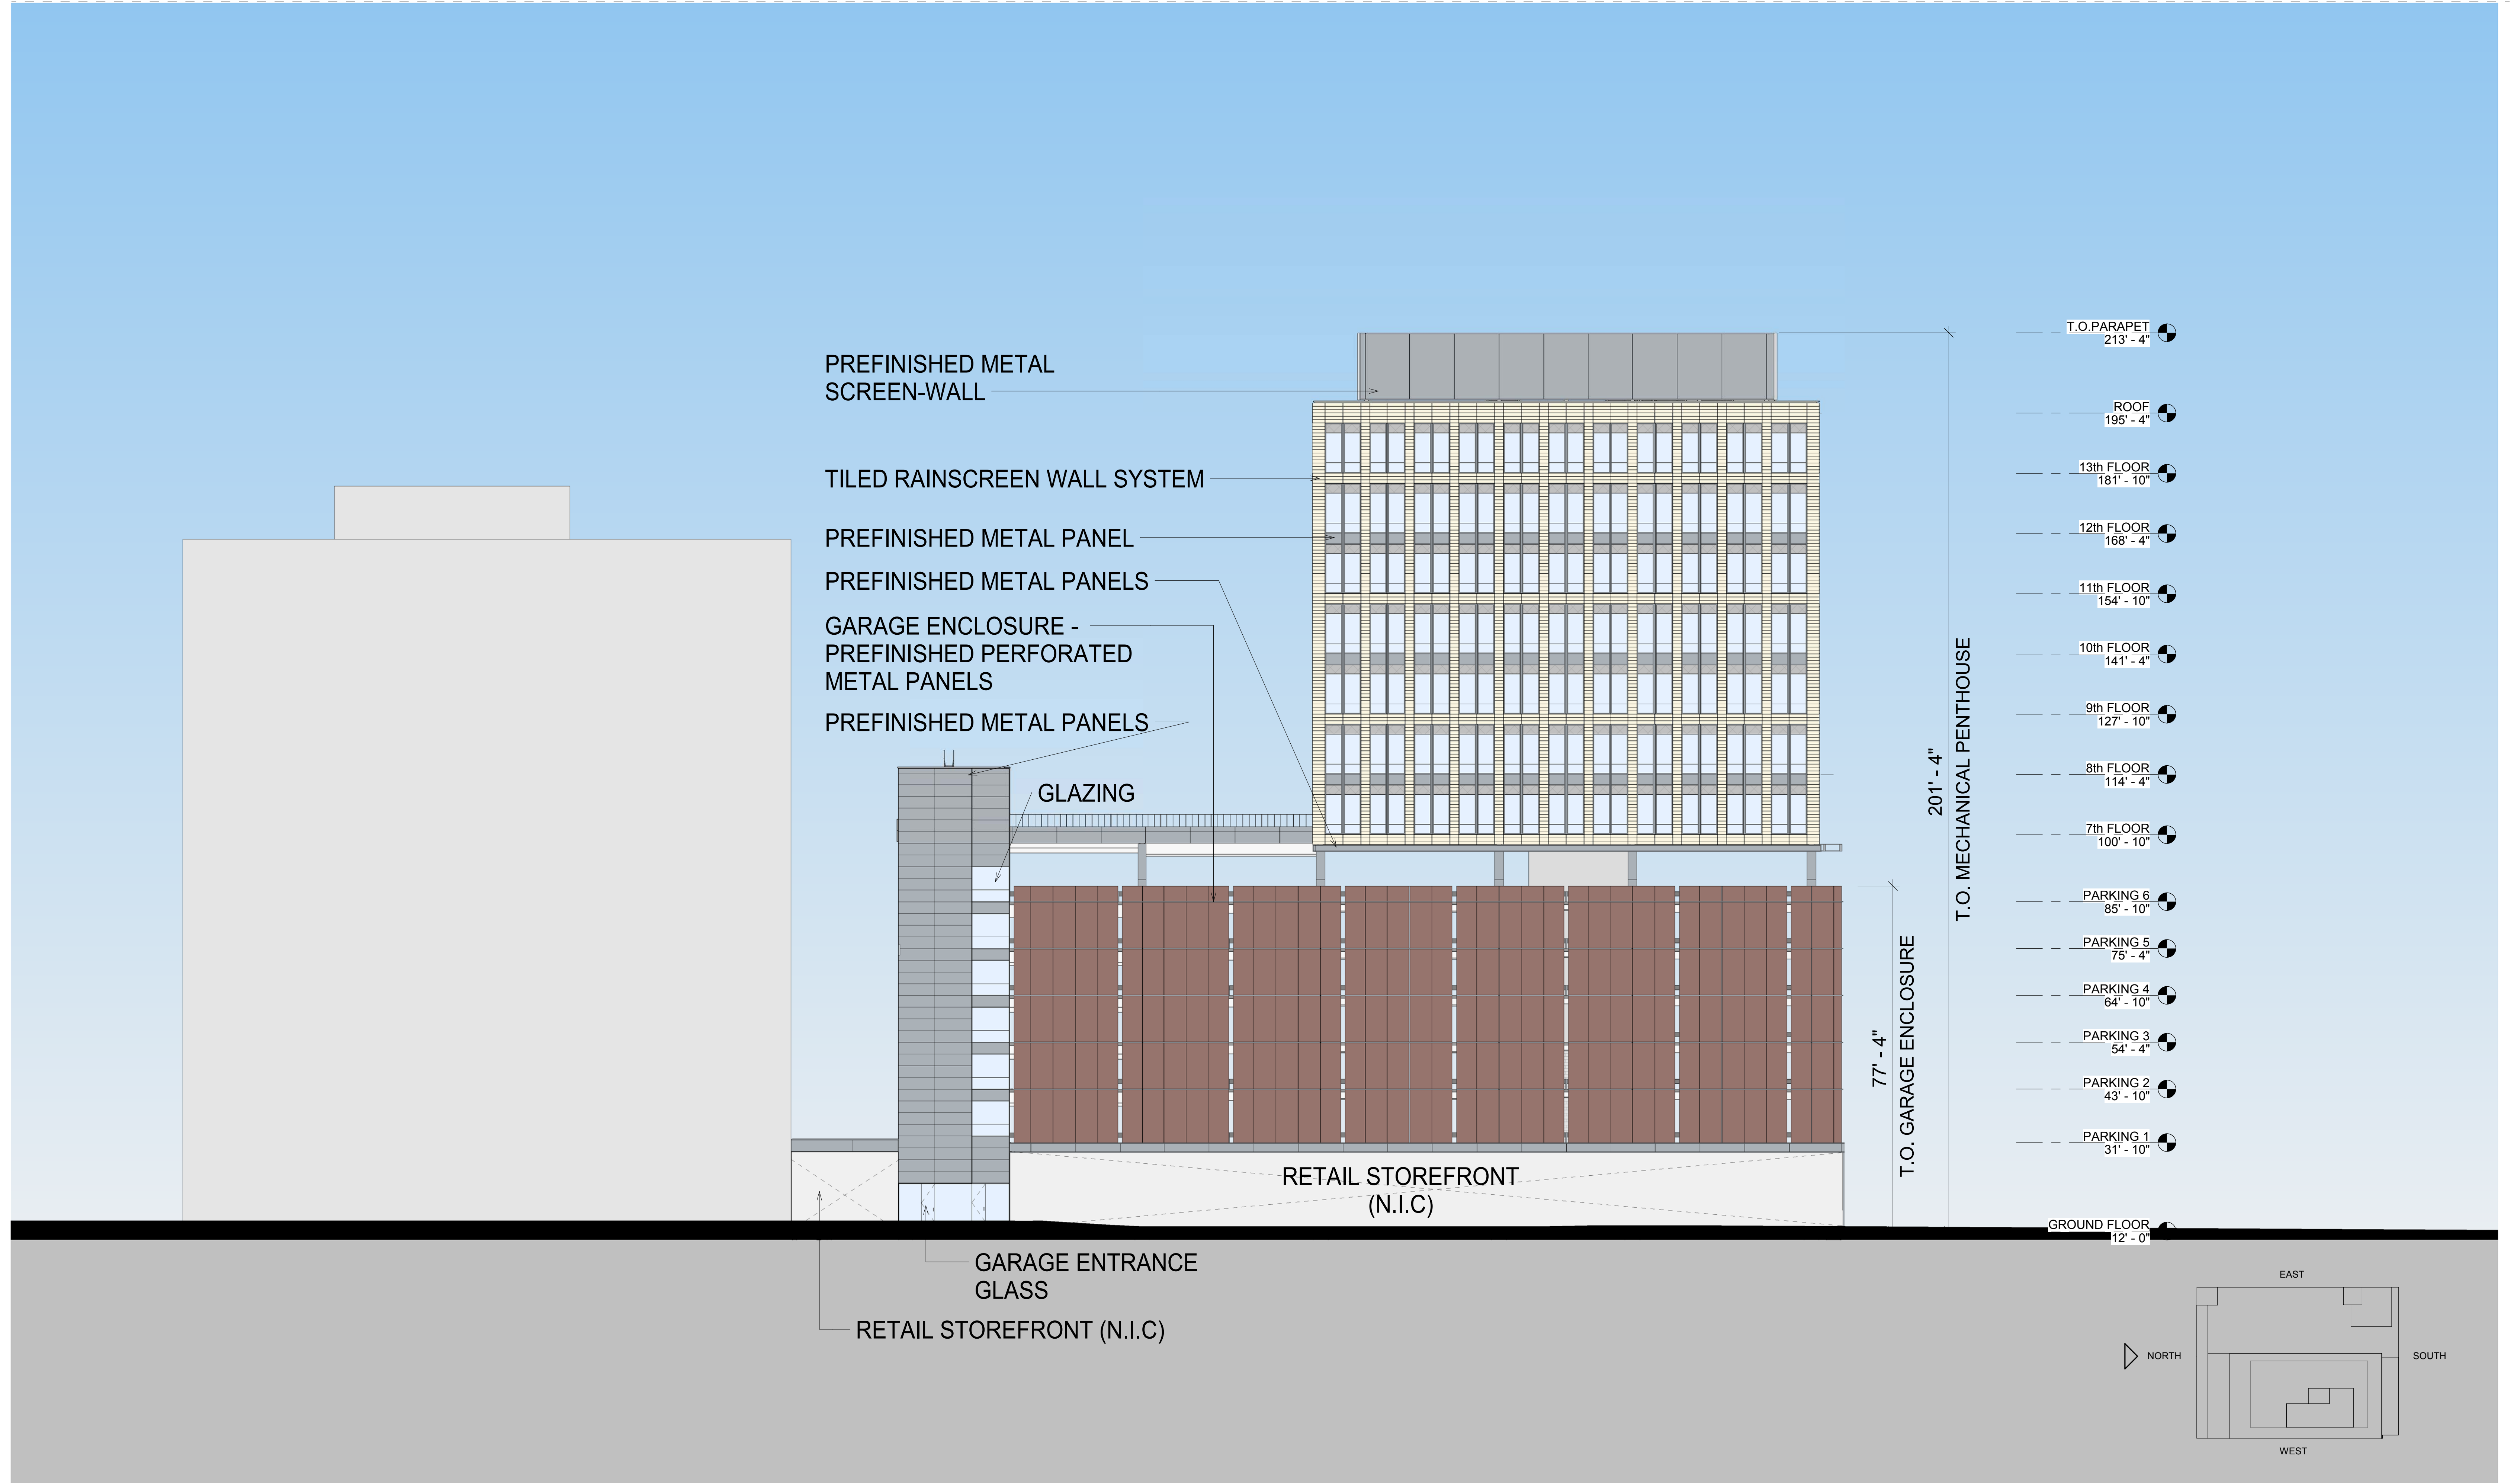 PREFINISHED METAL
SCREEN-WALL
TILED RAINSCREEN WALL SYSTEM
PREFINISHED METAL PANEL
PREFINISHED METAL PANELS
GARAGE ENCLOSURE -
PREFINISHED PERFORATED
METAL PANELS
PREFINISHED METAL PANELS
GLAZING
RETAIL STOREFRONT
(N.I.C)
GARAGE ENTRANCE
GLASS
RETAIL STOREFRONT (N.I.C)
77' - 4"
T.O. GARAGE ENCLOSURE
201' - 4"
T.O. MECHANICAL PENTHOUSE
T.O.PARAPET
213' - 4"
ROOF
195' - 4"
13th FLOOR
181' - 10"
12th FLOOR
168' - 4"
11th FLOOR
154' - 10"
10th FLOOR
141' - 4"
9th FLOOR
127' - 10"
8th FLOOR
114' - 4"
7th FLOOR
100' - 10"
PARKING 6
85' - 10"
PARKING 5
75' - 4"
PARKING 4
64' - 10"
PARKING 3
54' - 4"
PARKING 2
43' - 10"
PARKING 1
31' - 10"
GROUND FLOOR
12' - 0"
EAST
NORTH
SOUTH
WEST